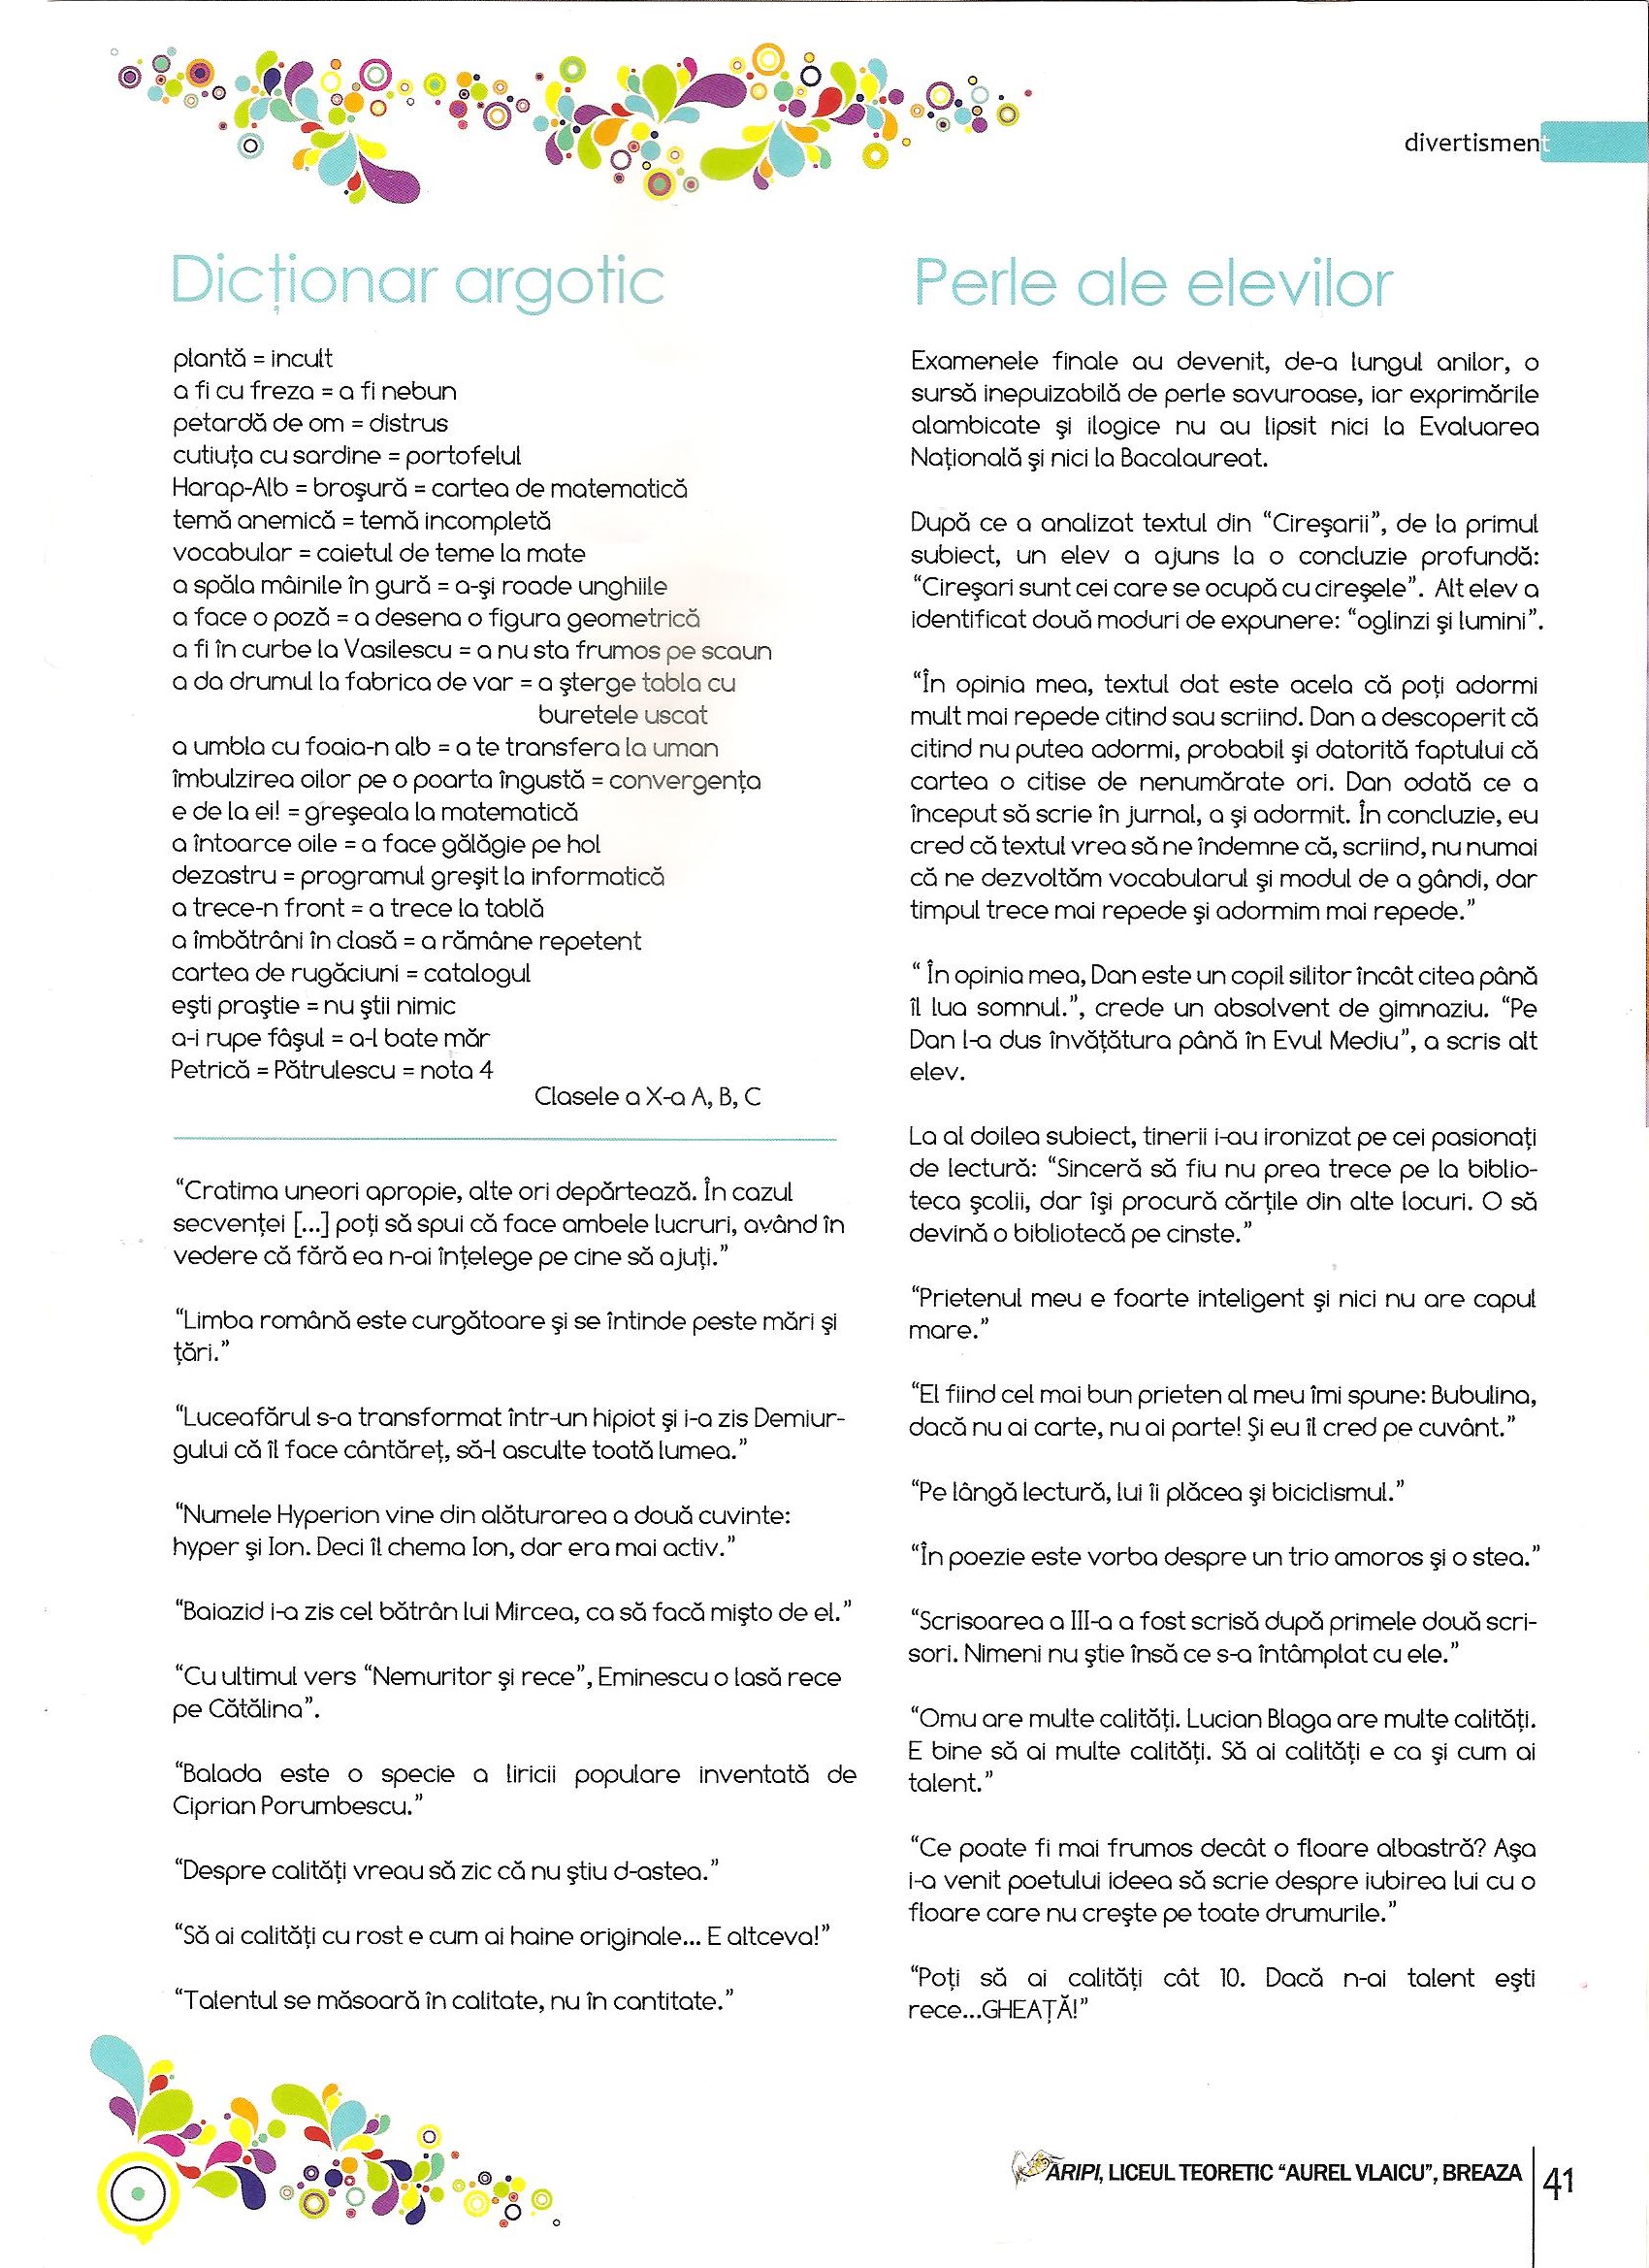 divertisment
Dicționar argotic
plantă = incult
a fi cu freza = a fi nebun
petardă de om = distrus
cutiuța cu sardine = portofelul
Harap-Alb = broşură = cartea de matematică
temă anemică = temă incompletă
vocabular = caietul de teme la mate
a spăla mâinile în gură = a-şi roade unghiile
a face o poză = a desena o figura geometrică
a fi în curbe la Vasilescu = a nu sta frumos pe scaun
a da drumul la fabrica de var = a şterge tabla cu
buretele uscat
a umbla cu foaia-n alb = a te transfera la uman
îmbulzirea oilor pe o poarta îngustă = convergența
e de la ei! = greşeala la matematică
a întoarce oile = a face gălăgie pe hol
dezastru = programul greşit la informatică
a trece-n front = a trece la tablă
a îmbătrâni în clasă = a rămâne repetent
cartea de rugăciuni = catalogul
eşti praştie = nu ştii nimic
a-i rupe fâşul = a-l bate măr
Petrică = Pătrulescu = nota 4
Clasele a X-a A, B, C
“Cratima uneori apropie, alte ori depărtează. În cazul
secvenței [...] poți să spui că face ambele lucruri, având în
vedere că fără ea n-ai înțelege pe cine să ajuți.”
“Limba română este curgătoare şi se întinde peste mări şi
țări.”
“Luceafărul s-a transformat într-un hipiot şi i-a zis Demiur-
gului că îl face cântăreț, să-l asculte toată lumea.”
“Numele Hyperion vine din alăturarea a două cuvinte:
hyper şi Ion. Deci îl chema Ion, dar era mai activ.”
“Baiazid i-a zis cel bătrân lui Mircea, ca să facă mişto de el.”
“Cu ultimul vers “Nemuritor şi rece”, Eminescu o lasă rece
pe Cătălina”.
“Balada este o specie a liricii populare inventată de
Ciprian Porumbescu.”
“Despre calități vreau să zic că nu ştiu d-astea.”
“Să ai calități cu rost e cum ai haine originale... E altceva!”
“Talentul se măsoară în calitate, nu în cantitate.”
Perle ale elevilor
Examenele finale au devenit, de-a lungul anilor, o
sursă inepuizabilă de perle savuroase, iar exprimările
alambicate şi ilogice nu au lipsit nici la Evaluarea
Națională şi nici la Bacalaureat.
După ce a analizat textul din “Cireşarii”, de la primul
subiect, un elev a ajuns la o concluzie profundă:
“Cireşari sunt cei care se ocupă cu cireşele”. Alt elev a
identificat două moduri de expunere: “oglinzi şi lumini”.
“În opinia mea, textul dat este acela că poți adormi
mult mai repede citind sau scriind. Dan a descoperit că
citind nu putea adormi, probabil şi datorită faptului că
cartea o citise de nenumărate ori. Dan odată ce a
început să scrie în jurnal, a şi adormit. În concluzie, eu
cred că textul vrea să ne îndemne că, scriind, nu numai
că ne dezvoltăm vocabularul şi modul de a gândi, dar
timpul trece mai repede şi adormim mai repede.”
“ În opinia mea, Dan este un copil silitor încât citea până
îl lua somnul.”, crede un absolvent de gimnaziu. “Pe
Dan l-a dus învățătura până în Evul Mediu”, a scris alt
elev.
La al doilea subiect, tinerii i-au ironizat pe cei pasionați
de lectură: “Sinceră să fiu nu prea trece pe la biblio-
teca şcolii, dar îşi procură cărțile din alte locuri. O să
devină o bibliotecă pe cinste.”
“Prietenul meu e foarte inteligent şi nici nu are capul
mare.”
“El fiind cel mai bun prieten al meu îmi spune: Bubulina,
dacă nu ai carte, nu ai parte! Şi eu îl cred pe cuvânt.”
“Pe lângă lectură, lui îi plăcea şi biciclismul.”
“În poezie este vorba despre un trio amoros şi o stea.”
“Scrisoarea a III-a a fost scrisă după primele două scri-
sori. Nimeni nu ştie însă ce s-a întâmplat cu ele.”
“Omu are multe calități. Lucian Blaga are multe calități.
E bine să ai multe calități. Să ai calități e ca şi cum ai
talent.”
“Ce poate fi mai frumos decât o floare albastră? Aşa
i-a venit poetului ideea să scrie despre iubirea lui cu o
floare care nu creşte pe toate drumurile.”
“Poți să ai calități cât 10. Dacă n-ai talent eşti
rece...GHEAȚĂ!”
ARIPI, LICEUL TEORETIC “AUREL VLAICU”, BREAZA 41